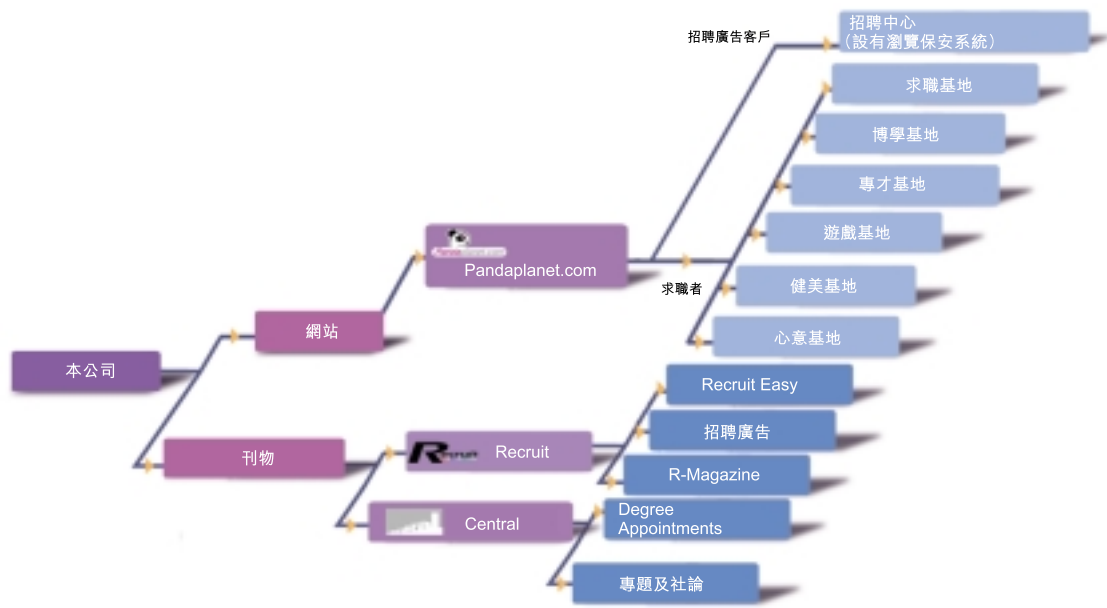 招聘廣告客戶
招聘中心
（設有瀏覽保安系統）
求職基地
博學基地
專才基地
遊戲基地
Pandaplanet.com
健美基地
求職者
網站
心意基地
本公司
Recruit Easy
招聘廣告
刊物
Recruit
Recruit
R-Magazine
Central
Degree
Appointments
專題及社論